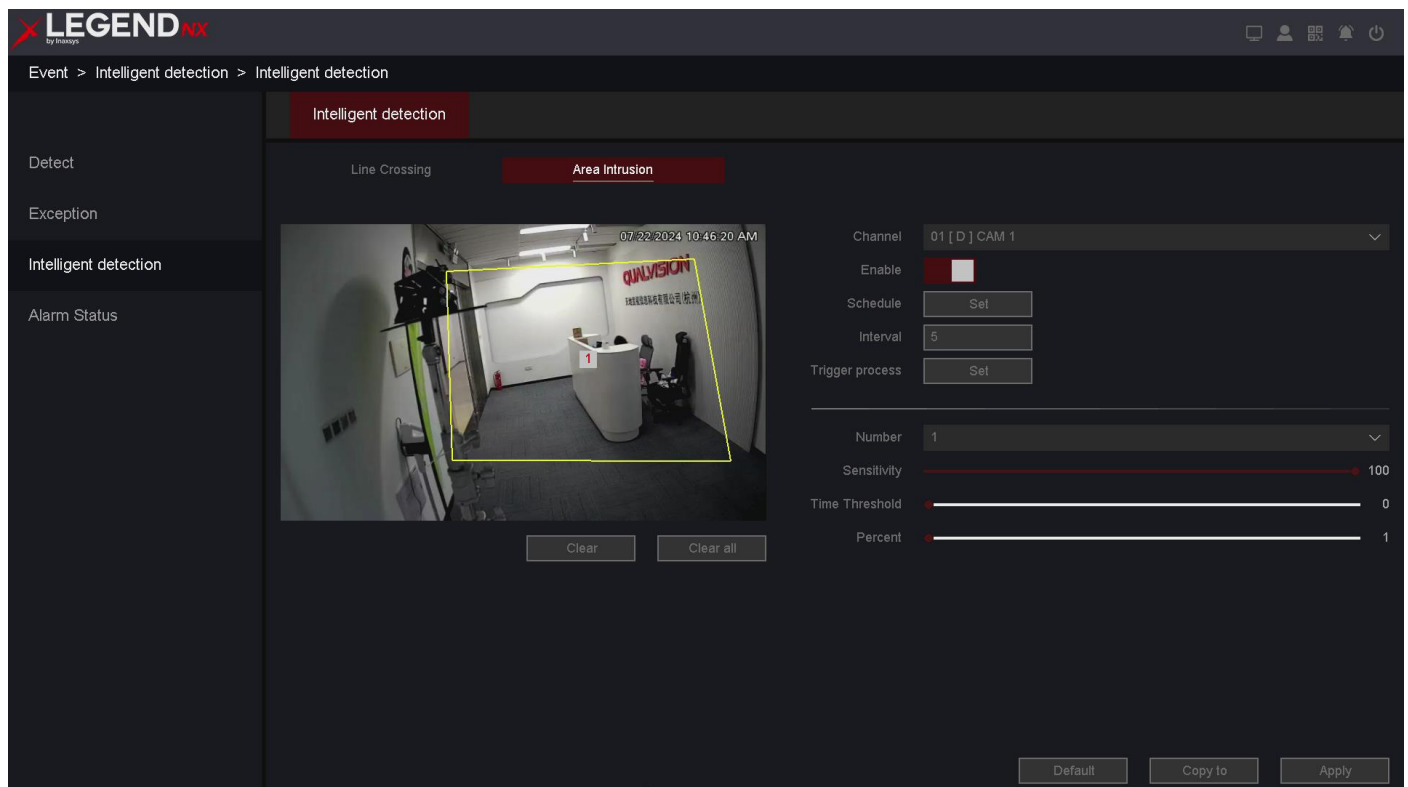 LEGENDNX
by Inaxsys
Event > Intelligent detection > Intelligent detection
Intelligent detection
Detect
Exception
Intelligent detection
Alarm Status
Line Crossing
Area Intrusion
07-22-2024 10:46:20 AM
QUALVISION
1
Clear
Clear all
Channel
01 [ D ] CAM 1
Enable
Schedule
Set
Interval
5
Trigger process
Set
Number
1
Sensitivity
100
Time Threshold
0
Percent
1
Default
Copy to
Apply